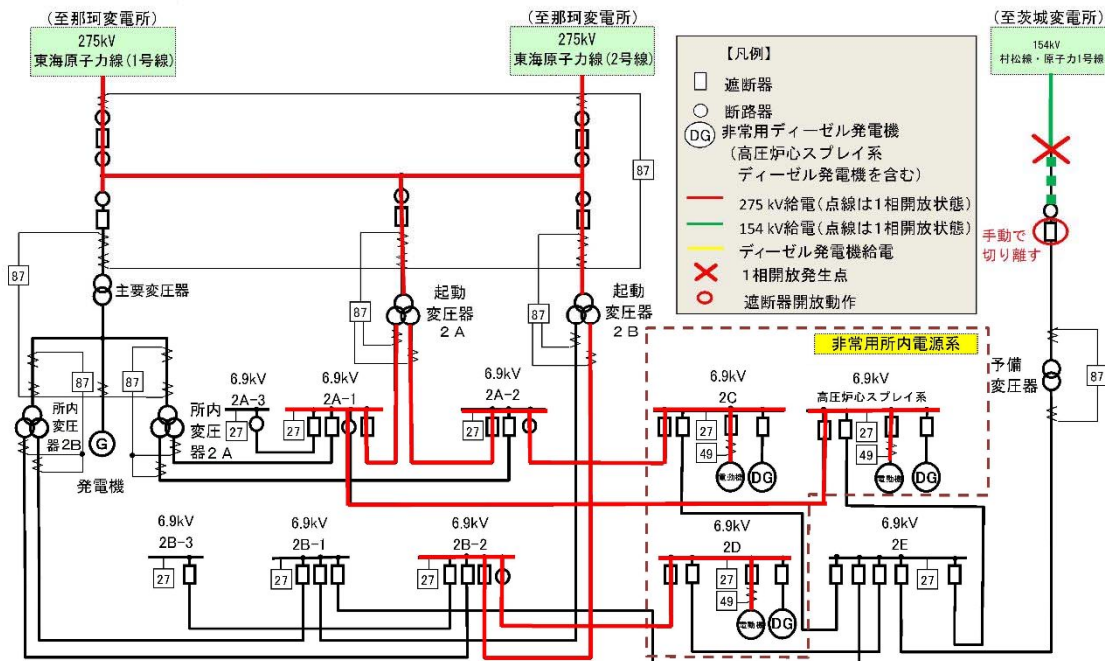 (至那珂変電所)
275kV
東海原子力線(1号線)
(至那珂変電所)
275kV
東海原子力線(2号線)
(至茨城変電所)
154kV
村松線・原子力1号線
【凡例】
遮断器
断路器
DG
非常用ディーゼル発電機
(高圧炉心スプレイ系
ディーゼル発電機を含む)
275 kV給電(点線は1相開放状態)
154 kV給電(点線は1相開放状態)
ディーゼル発電機給電
1相開放発生点
遮断器開放動作
手動で
切り離す
87
87
87
87
87
87
87
主要変圧器
起動
変圧器
2A
起動
変圧器
2B
予備
変圧器
所内
変圧
器2B
G
発電機
所内
変圧
器2A
非常用所内電源系
6.9kV
2A-3
27
6.9kV
2A-1
27
6.9kV
2A-2
27
6.9kV
2C
27
49
電動機
DG
6.9kV
高圧炉心スプレイ系
27
49
電動機
DG
6.9kV
2B-3
27
6.9kV
2B-1
27
6.9kV
2B-2
27
6.9kV
2D
27
49
電動機
DG
6.9kV
2E
27